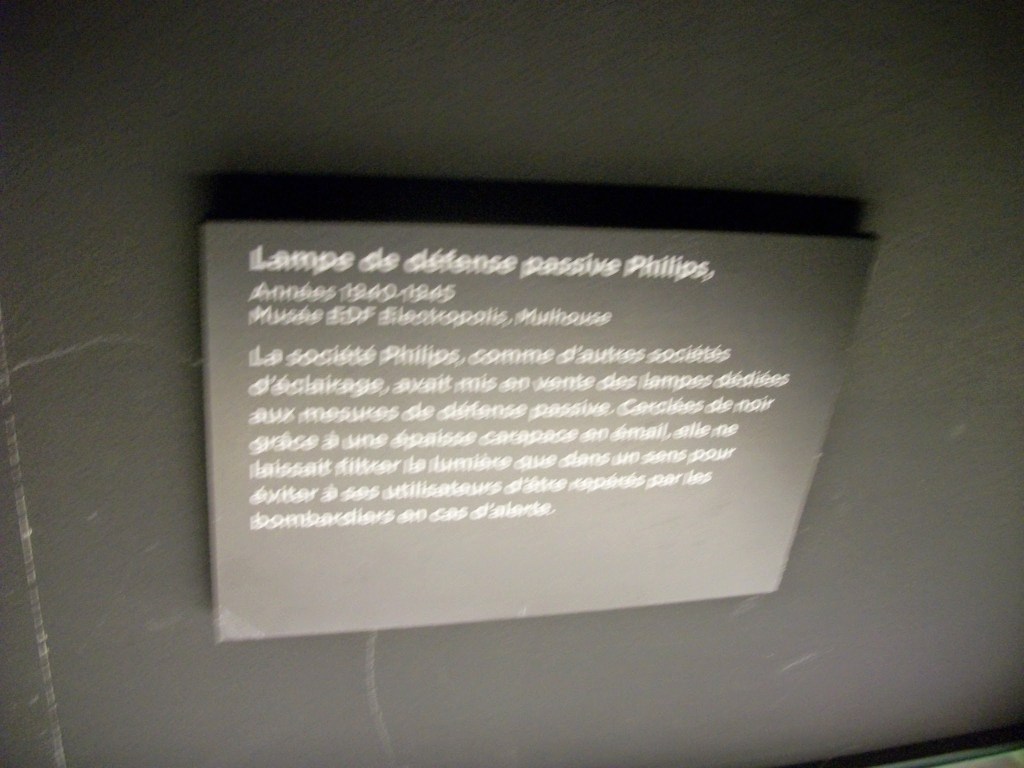 Lampe de défense passive Philips,
Années 1940-1945
Musée EDF Electropolis, Mulhouse
La société Philips, comme d'autres sociétés
d'éclairage, avait mis en vente des lampes dédiées
aux mesures de défense passive. Cerclées de noir
grâce à une épaisse carapace en émail, elle ne
laissait filtrer la lumière que dans un sens pour
éviter à ses utilisateurs d'être repérés par les
bombardiers en cas d'alerte.